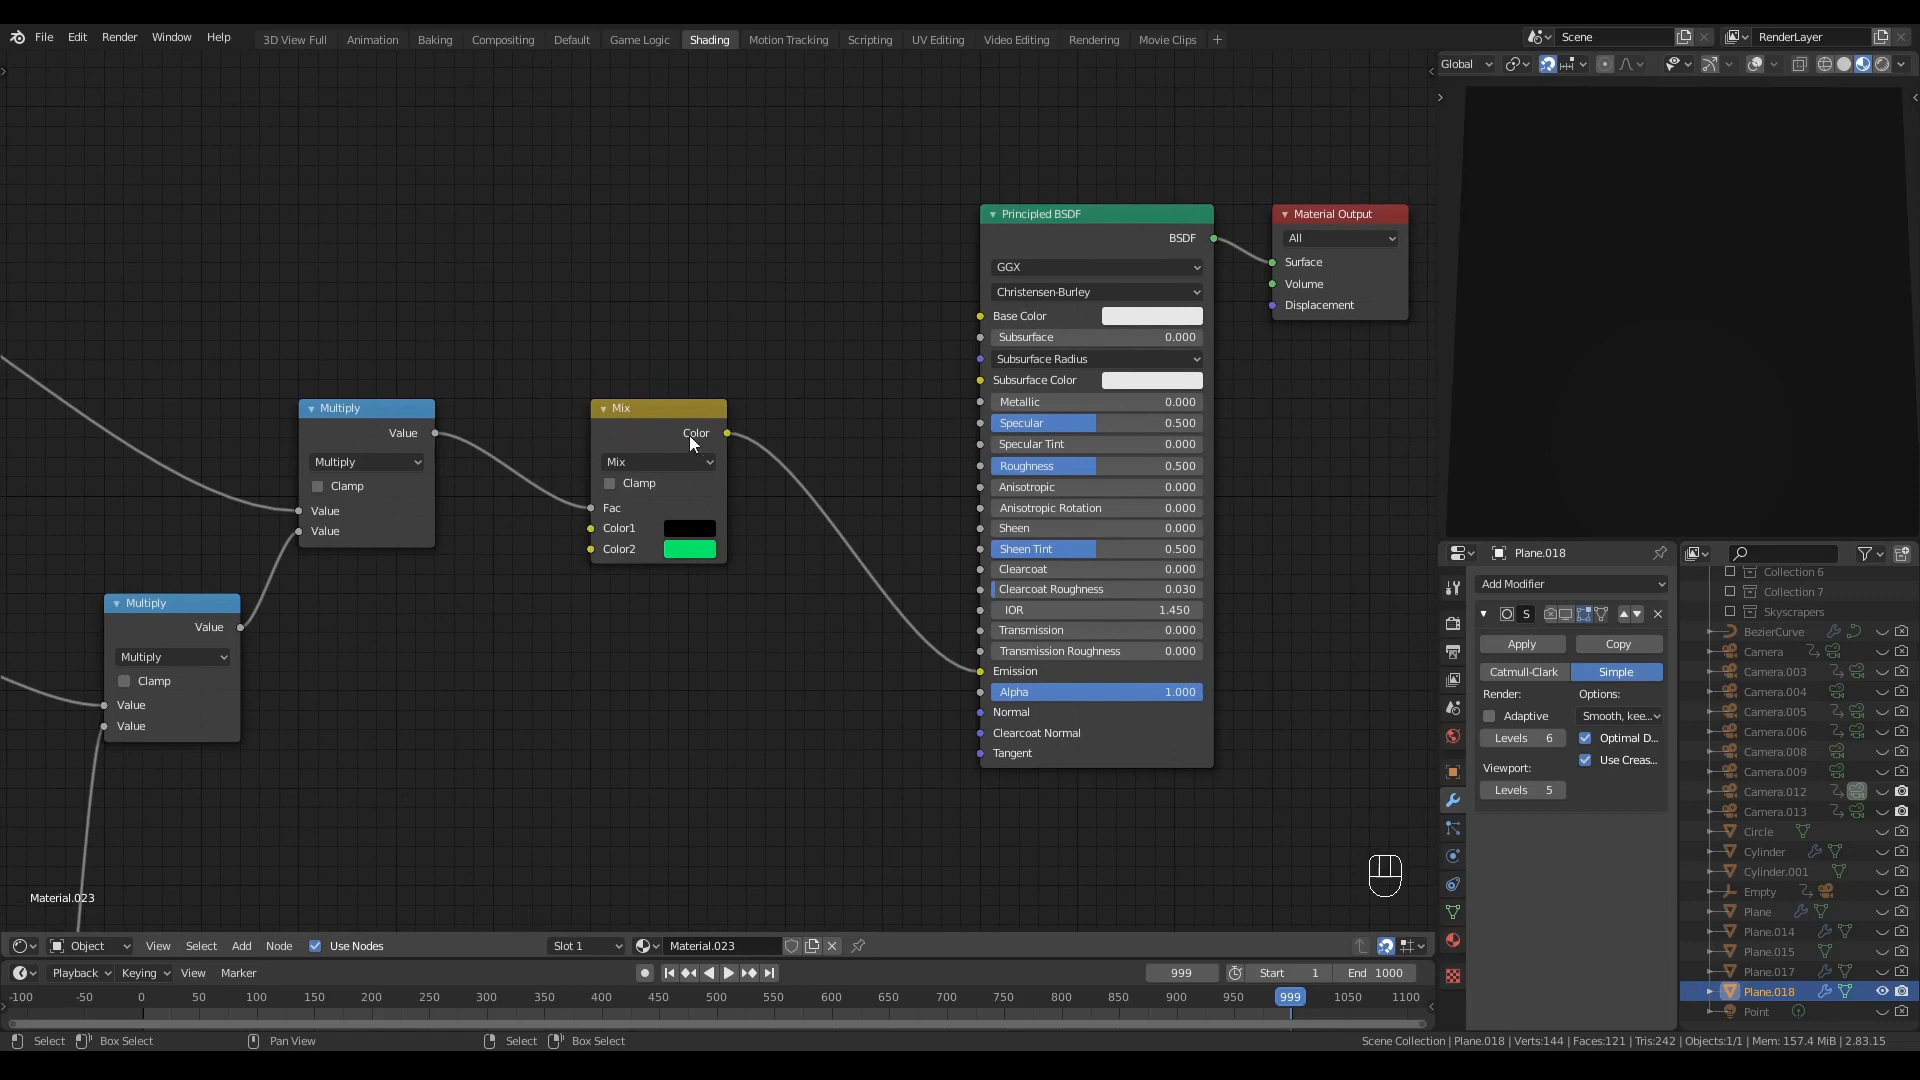 File Edit Render Window Help 3D View Full Animation Baking Compositing Default Game Logic Shading Motion Tracking Scripting UV Editing Video Editing Rendering Movie Clips + Scene RenderLayer
Global
Principled BSDF
BSDF
GGX
Christensen-Burley
Base Color
Subsurface 0.000
Subsurface Radius
Subsurface Color
Metallic 0.000
Specular 0.500
Specular Tint 0.000
Roughness 0.500
Anisotropic 0.000
Anisotropic Rotation 0.000
Sheen 0.000
Sheen Tint 0.500
Clearcoat 0.000
Clearcoat Roughness 0.030
IOR 1.450
Transmission 0.000
Transmission Roughness 0.000
Emission
Alpha 1.000
Normal
Clearcoat Normal
Tangent
Material Output
All
Surface
Volume
Displacement
Multiply
Value
Multiply
Clamp
Value
Value
Mix
Color
Mix
Clamp
Fac
Color1
Color2
Multiply
Value
Multiply
Clamp
Value
Value
Material.023
Plane.018
Add Modifier
S
Apply Copy
Catmull-Clark Simple
Render: Options:
Adaptive Smooth, kee...
Levels 6 Optimal D...
Use Creas...
Viewport:
Levels 5
Collection 6
Collection 7
Skyscrapers
BezierCurve
Camera
Camera.003
Camera.004
Camera.005
Camera.006
Camera.008
Camera.009
Camera.012
Camera.013
Circle
Cylinder
Cylinder.001
Empty
Plane
Plane.014
Plane.015
Plane.017
Plane.018
Point
Object View Select Add Node Use Nodes Slot 1 Material.023
Playback Keying View Marker 999 Start 1 End 1000
-100 -50 0 50 100 150 200 250 300 350 400 450 500 550 600 650 700 750 800 850 900 950 999 1050 1100
Select Box Select Pan View Select Box Select Scene Collection | Plane.018 | Verts:144 | Faces:121 | Tris:242 | Objects:1/1 | Mem: 157.4 MiB | 2.83.15